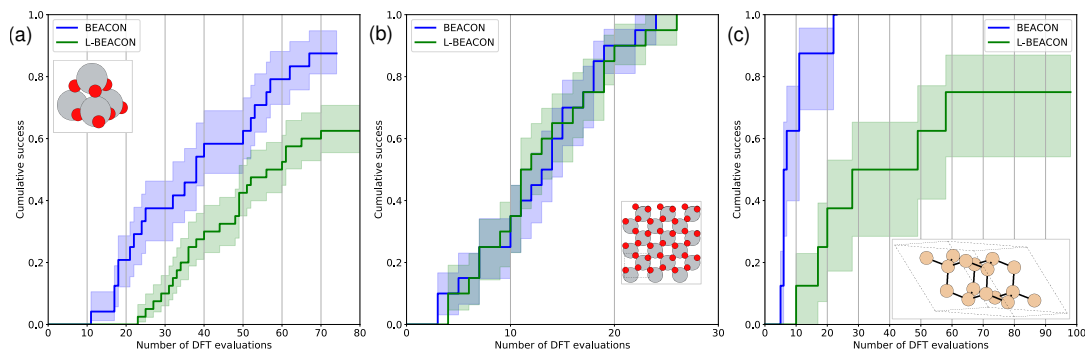 (a)
BEACON
L-BEACON
Cumulative success
1.0
0.8
0.6
0.4
0.2
0.0
0 10 20 30 40 50 60 70 80
Number of DFT evaluations
(b)
BEACON
L-BEACON
Cumulative success
1.0
0.8
0.6
0.4
0.2
0.0
0 10 20 30
Number of DFT evaluations
(c)
BEACON
L-BEACON
Cumulative success
1.0
0.8
0.6
0.4
0.2
0.0
0 10 20 30 40 50 60 70 80 90 100
Number of DFT evaluations